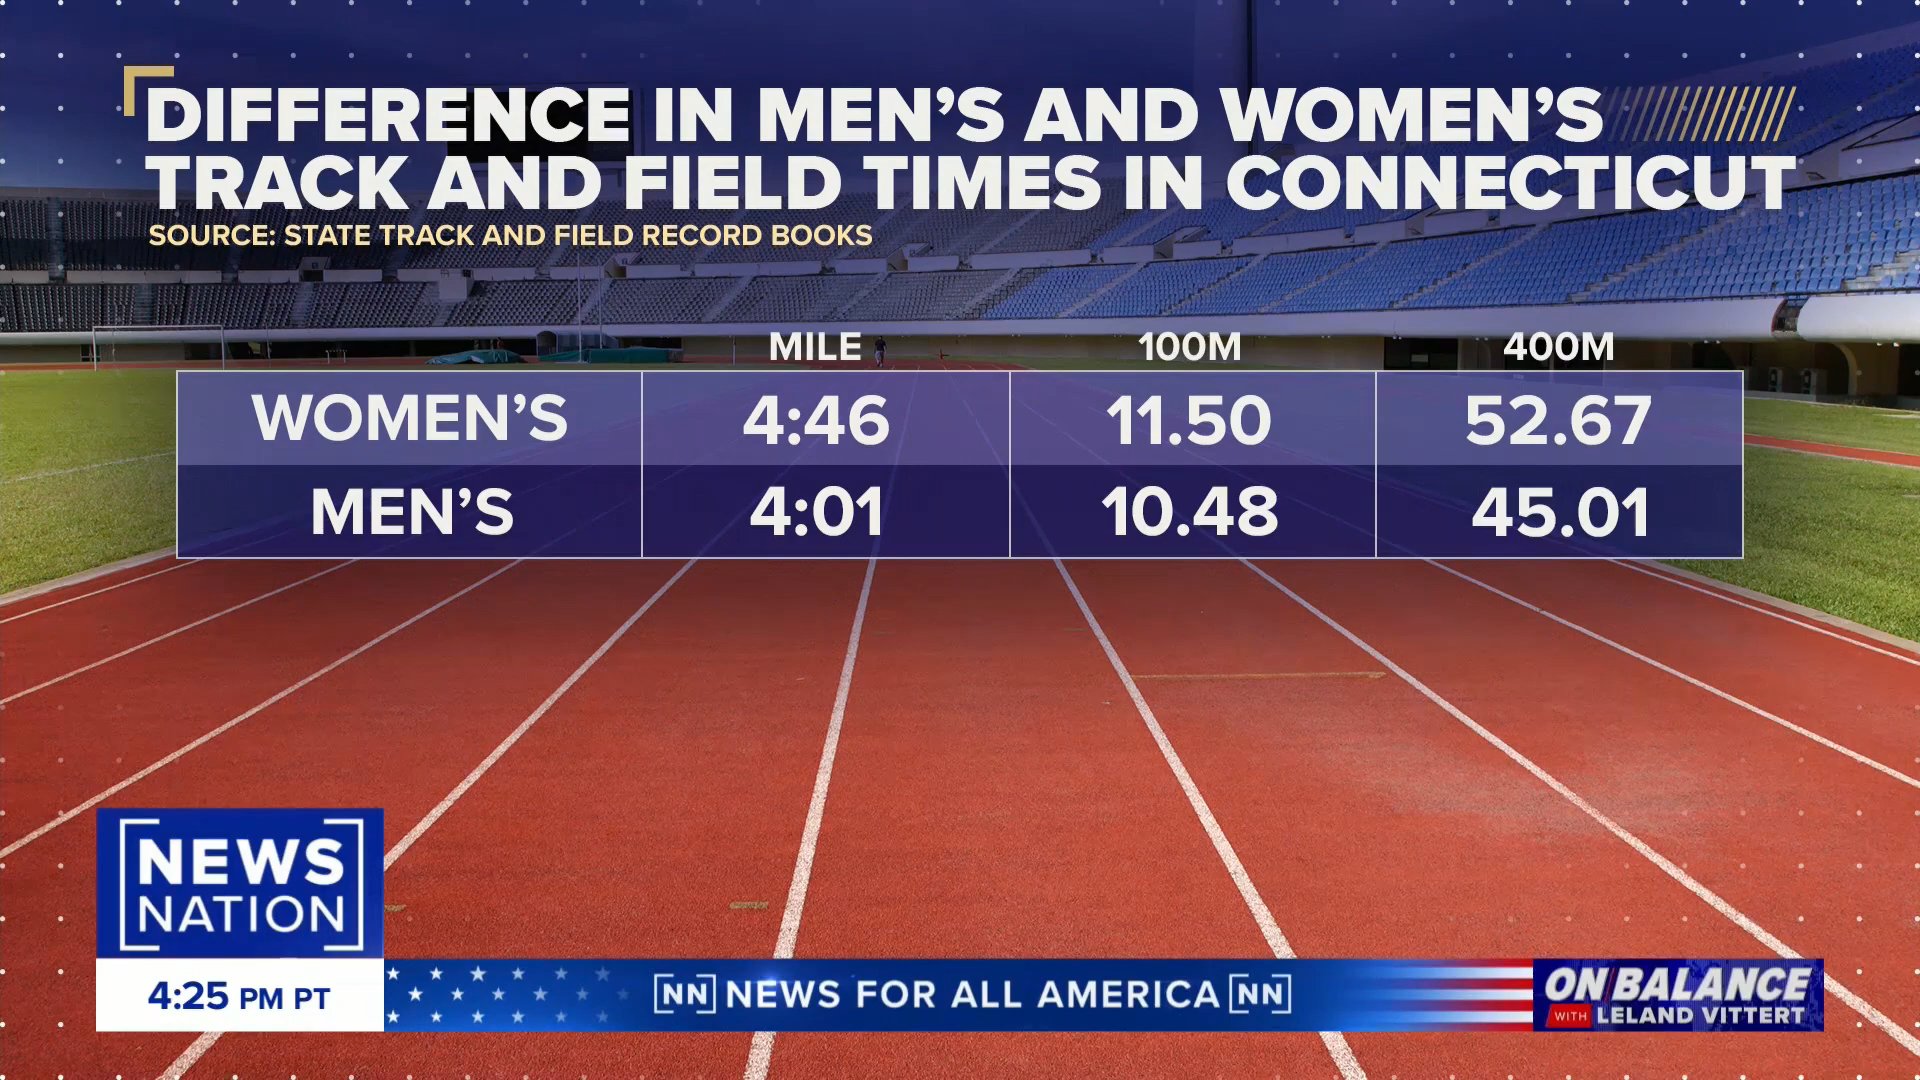 DIFFERENCE IN MEN'S AND WOMEN'S
TRACK AND FIELD TIMES IN CONNECTICUT
SOURCE: STATE TRACK AND FIELD RECORD BOOKS
MILE 100M 400M
WOMEN'S 4:46 11.50 52.67
MEN'S 4:01 10.48 45.01
NEWS
NATION
4:25 PM PT
NN NEWS FOR ALL AMERICA NN
ON BALANCE
WITH LELAND VITTERT